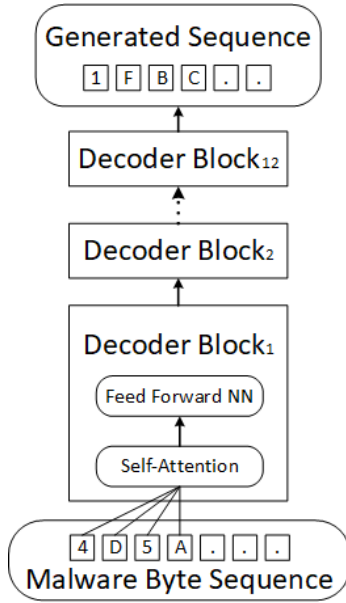 Generated Sequence
1 F B C . .
Decoder Block12
Decoder Block2
Decoder Block1
Feed Forward NN
Self-Attention
4 D 5 A . . .
Malware Byte Sequence